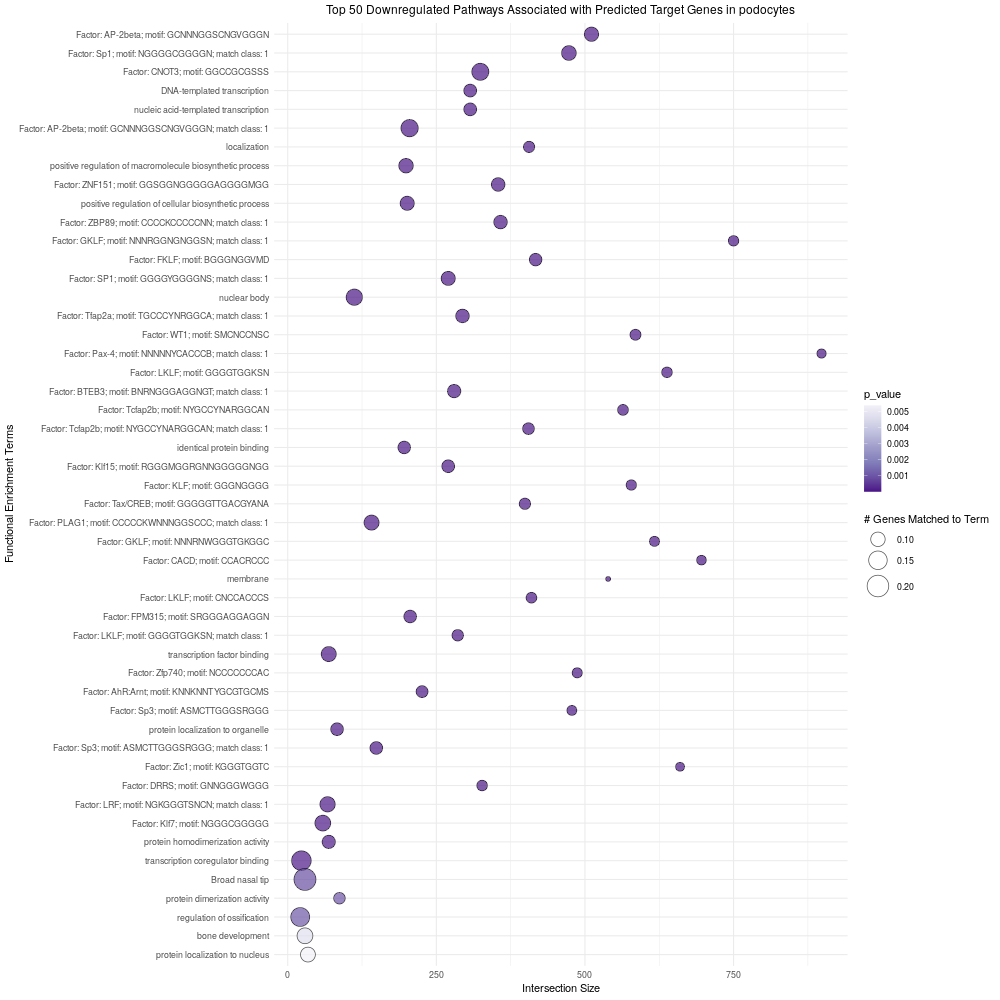 Top 50 Downregulated Pathways Associated with Predicted Target Genes in podocytes
Factor: AP-2beta; motif: GCNNNGGSCNGVGGGN
Factor: Sp1; motif: NGGGGCGGGGN; match class: 1
Factor: CNOT3; motif: GGCCGCGSSS
DNA-templated transcription
nucleic acid-templated transcription
Factor: AP-2beta; motif: GCNNNGGSCNGVGGGN; match class: 1
localization
positive regulation of macromolecule biosynthetic process
Factor: ZNF151; motif: GGSGGNGGGGGAGGGGMGG
positive regulation of cellular biosynthetic process
Factor: ZBP89; motif: CCCCKCCCCCNN; match class: 1
Factor: GKLF; motif: NNNRGGNGNGGSN; match class: 1
Factor: FKLF; motif: BGGGNGGVMD
Factor: SP1; motif: GGGGYGGGGNS; match class: 1
nuclear body
Factor: Tfap2a; motif: TGCCCYNRGGCA; match class: 1
Factor: WT1; motif: SMCNCCNSC
Factor: Pax-4; motif: NNNNNYCACCCB; match class: 1
Factor: LKLF; motif: GGGGTGGKSN
Factor: BTEB3; motif: BNRNGGGAGGNGT; match class: 1
Factor: Tcfap2b; motif: NYGCCYNARGGCAN
Factor: Tcfap2b; motif: NYGCCYNARGGCAN; match class: 1
identical protein binding
Factor: Klf15; motif: RGGGMGGRGNNGGGGGNGG
Factor: KLF; motif: GGGNGGGG
Factor: Tax/CREB; motif: GGGGGTTGACGYANA
Factor: PLAG1; motif: CCCCCKWNNNGGSCCC; match class: 1
Factor: GKLF; motif: NNNRNWGGGTGKGGC
Factor: CACD; motif: CCACRCCC
membrane
Factor: LKLF; motif: CNCCACCCS
Factor: FPM315; motif: SRGGGAGGAGGN
Factor: LKLF; motif: GGGGTGGKSN; match class: 1
transcription factor binding
Factor: Zfp740; motif: NCCCCCCCAC
Factor: AhR:Arnt; motif: KNNKNNTYGCGTGCMS
Factor: Sp3; motif: ASMCTTGGGSRGGG
protein localization to organelle
Factor: Sp3; motif: ASMCTTGGGSRGGG; match class: 1
Factor: Zic1; motif: KGGGTGGTC
Factor: DRRS; motif: GNNGGGWGGG
Factor: LRF; motif: NGKGGGTSNCN; match class: 1
Factor: Klf7; motif: NGGGCGGGGG
protein homodimerization activity
transcription coregulator binding
Broad nasal tip
protein dimerization activity
regulation of ossification
bone development
protein localization to nucleus
0 250 500 750
Intersection Size
Functional Enrichment Terms
p_value
0.005
0.004
0.003
0.002
0.001
# Genes Matched to Term
0.10
0.15
0.20